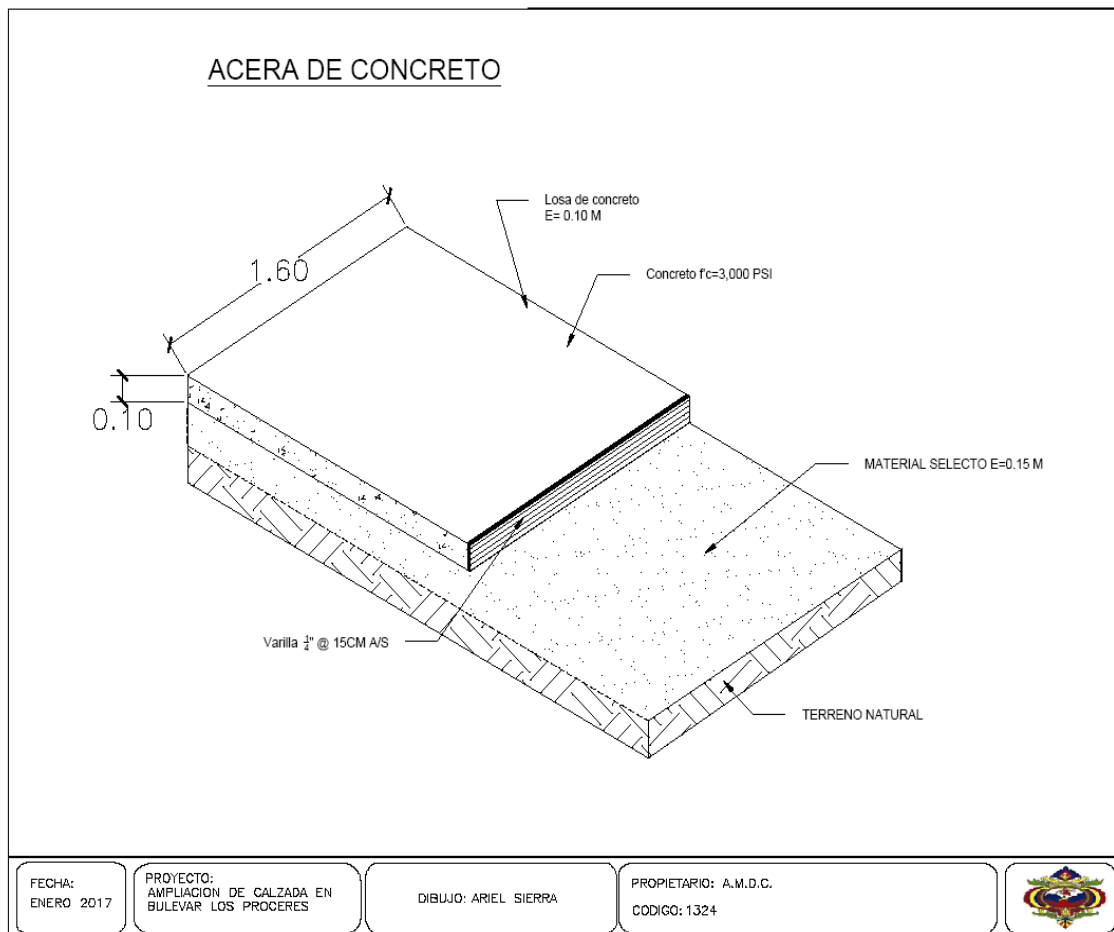 ACERA DE CONCRETO
Losa de concreto
E= 0.10 M
1.60
Concreto f'c=3,000 PSI
0.10
MATERIAL SELECTO E=0.15 M
Varilla 1/4" @ 15CM A/S
TERRENO NATURAL
FECHA:
ENERO 2017
PROYECTO:
AMPLIACION DE CALZADA EN
BULEVAR LOS PROCERES
DIBUJO: ARIEL SIERRA
PROPIETARIO: A.M.D.C.
CODIGO: 1324